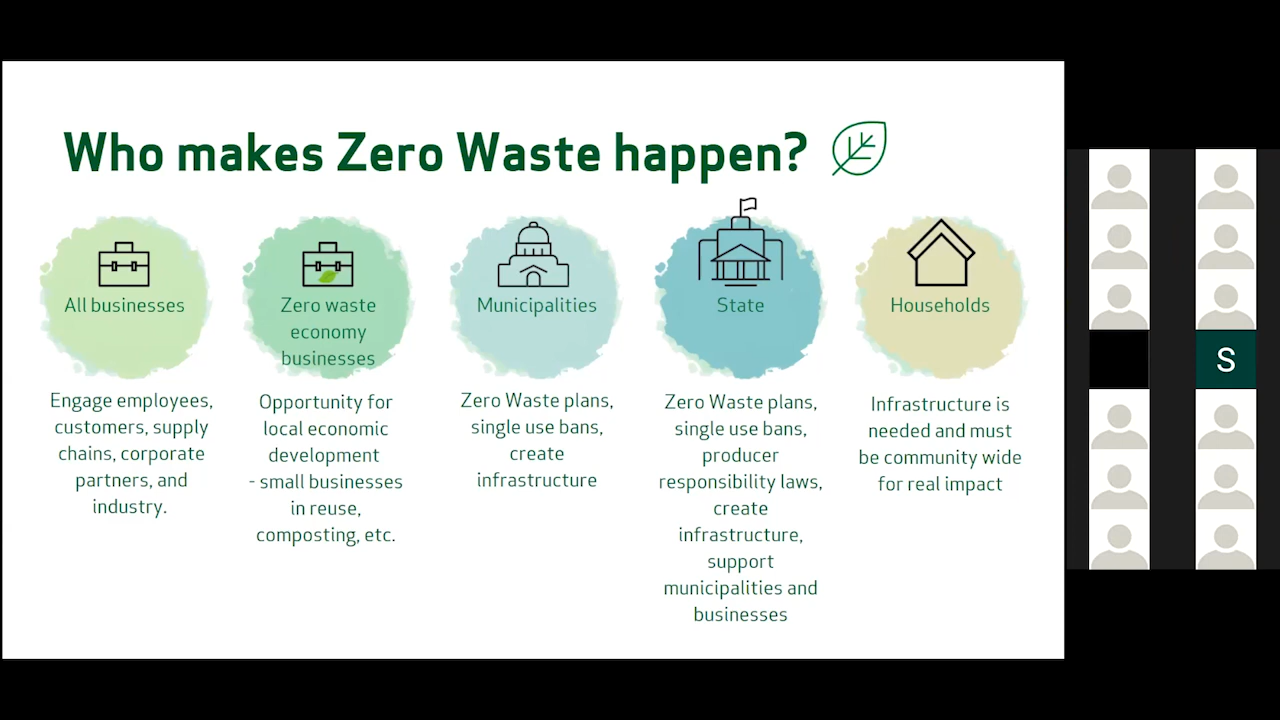 Who makes Zero Waste happen?
All businesses
Engage employees,
customers, supply
chains, corporate
partners, and
industry.
Zero waste
economy
businesses
Opportunity for
local economic
development
- small businesses
in reuse,
composting, etc.
Municipalities
Zero Waste plans,
single use bans,
create
infrastructure
State
Zero Waste plans,
single use bans,
producer
responsibility laws,
create
infrastructure,
support
municipalities and
businesses
Households
Infrastructure is
needed and must
be community wide
for real impact
S